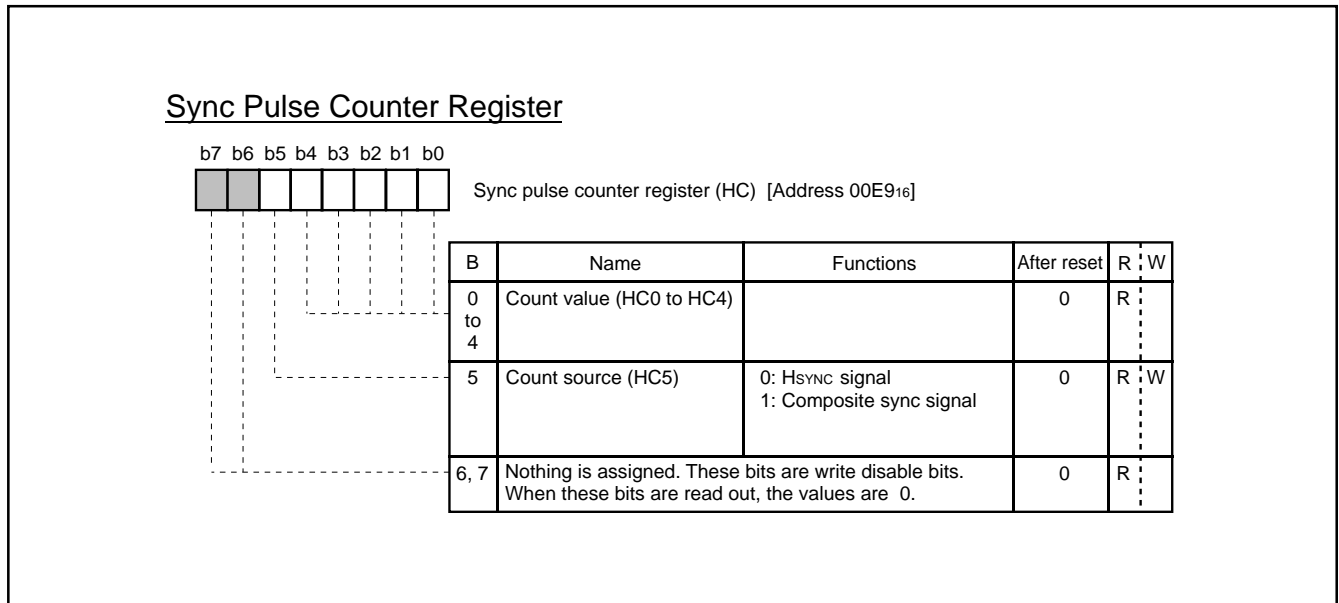 Sync Pulse Counter Register
b7 b6 b5 b4 b3 b2 b1 b0
Sync pulse counter register (HC) [Address 00E916]
B Name Functions After reset R W
0 to 4 Count value (HC0 to HC4) 0 R
5 Count source (HC5) 0: HSYNC signal 0 R W
1: Composite sync signal
6, 7 Nothing is assigned. These bits are write disable bits. 0 R
When these bits are read out, the values are 0.